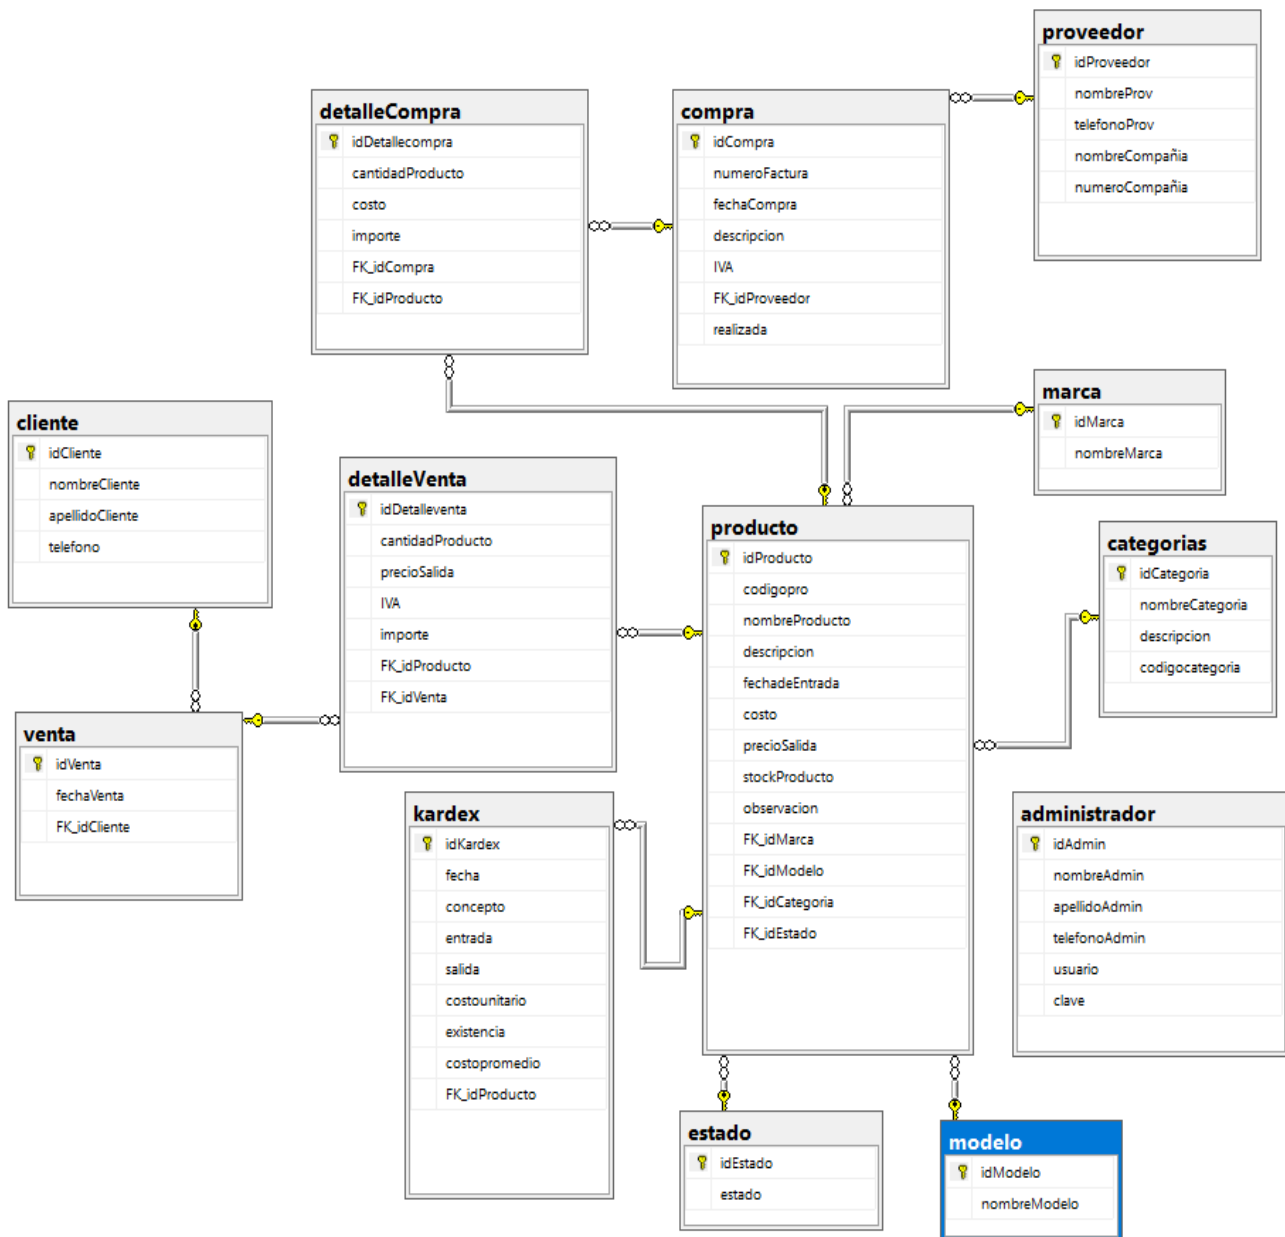 proveedor
idProveedor
nombreProv
telefonoProv
nombreCompañia
numeroCompañia
detalleCompra
idDetallecompra
cantidadProducto
costo
importe
FK_idCompra
FK_idProducto
compra
idCompra
numeroFactura
fechaCompra
descripcion
IVA
FK_idProveedor
realizada
marca
idMarca
nombreMarca
cliente
idCliente
nombreCliente
apellidoCliente
telefono
detalleVenta
idDetalleventa
cantidadProducto
precioSalida
IVA
importe
FK_idProducto
FK_idVenta
producto
idProducto
codigopro
nombreProducto
descripcion
fechadeEntrada
costo
precioSalida
stockProducto
observacion
FK_idMarca
FK_idModelo
FK_idCategoria
FK_idEstado
categorias
idCategoria
nombreCategoria
descripcion
codigocategoria
venta
idVenta
fechaVenta
FK_idCliente
kardex
idKardex
fecha
concepto
entrada
salida
costounitario
existencia
costopromedio
FK_idProducto
administrador
idAdmin
nombreAdmin
apellidoAdmin
telefonoAdmin
usuario
clave
estado
idEstado
estado
modelo
idModelo
nombreModelo